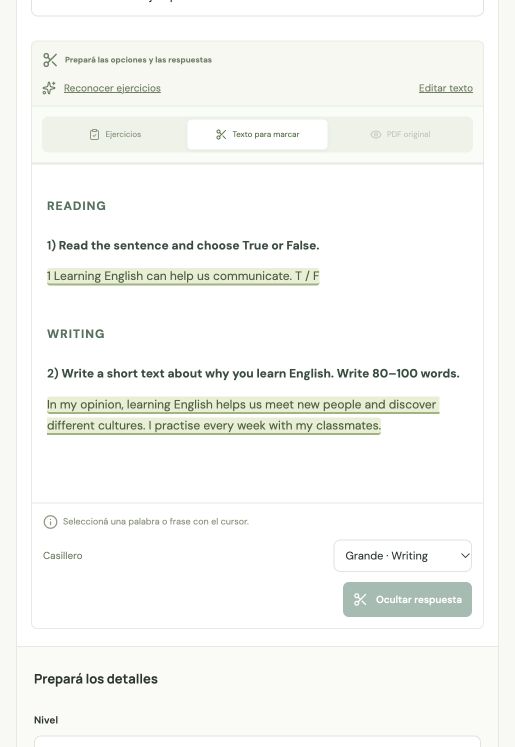 Prepará las opciones y las respuestas
Reconocer ejercicios
Editar texto
Ejercicios
Texto para marcar
PDF original
READING
1) Read the sentence and choose True or False.
1 Learning English can help us communicate. T / F
WRITING
2) Write a short text about why you learn English. Write 80–100 words.
In my opinion, learning English helps us meet new people and discover
different cultures. I practise every week with my classmates.
Seleccioná una palabra o frase con el cursor.
Casillero
Grande · Writing
Ocultar respuesta
Prepará los detalles
Nivel